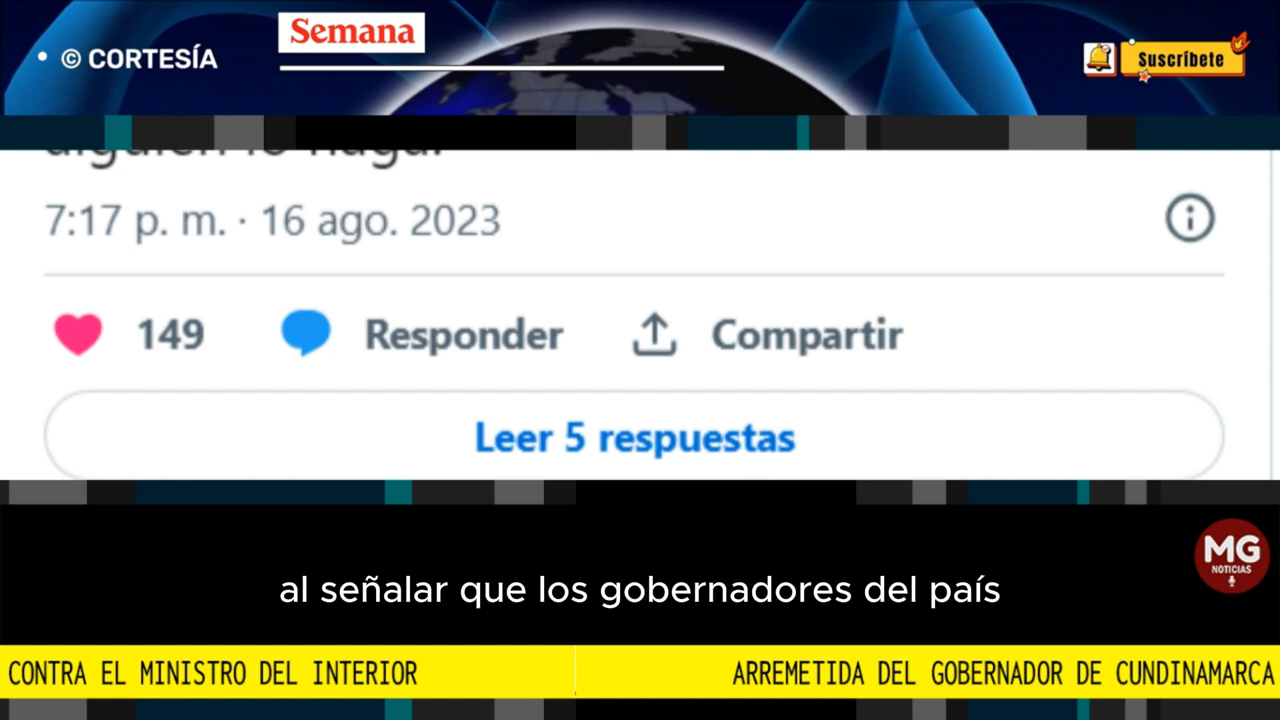 Semana
• © CORTESÍA
Suscríbete
7:17 p. m. · 16 ago. 2023
149 Responder Compartir
Leer 5 respuestas
MG
NOTICIAS
al señalar que los gobernadores del país
CONTRA EL MINISTRO DEL INTERIOR ARREMETIDA DEL GOBERNADOR DE CUNDINAMARCA